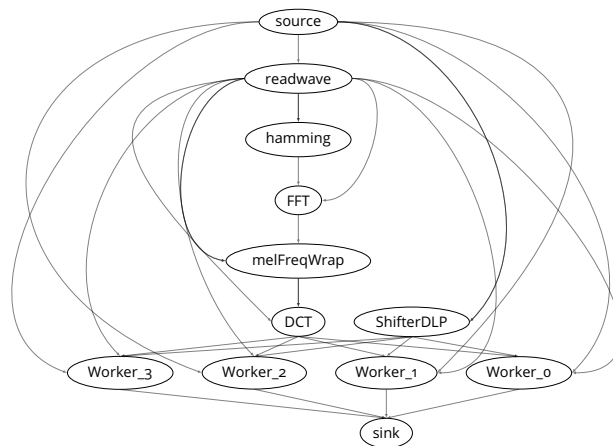 source
readwave
hamming
FFT
melFreqWrap
DCT ShifterDLP
Worker_3 Worker_2 Worker_1 Worker_0
sink